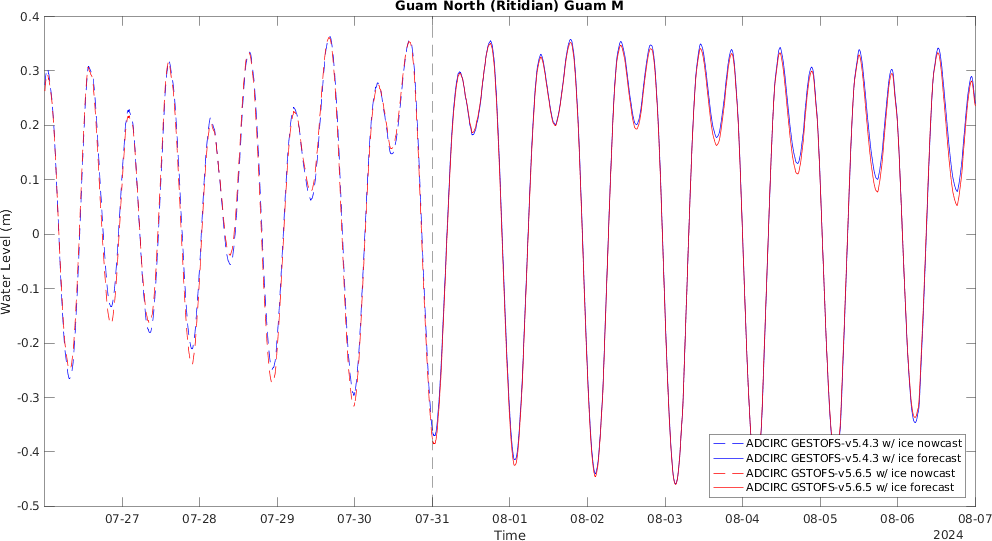 Guam North (Ritidian) Guam M
Water Level (m)
0.4
0.3
0.2
0.1
0
-0.1
-0.2
-0.3
-0.4
-0.5
ADCIRC GESTOFS-v5.4.3 w/ ice nowcast
ADCIRC GESTOFS-v5.4.3 w/ ice forecast
ADCIRC GSTOFS-v5.6.5 w/ ice nowcast
ADCIRC GSTOFS-v5.6.5 w/ ice forecast
07-27 07-28 07-29 07-30 07-31 08-01 08-02 08-03 08-04 08-05 08-06 08-07
Time
2024